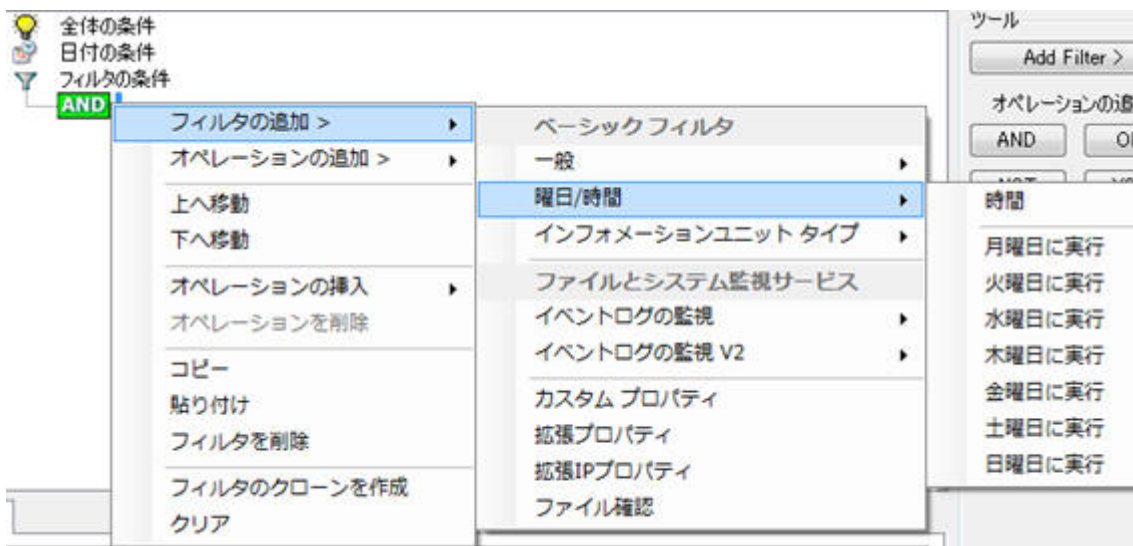 全体の条件
日付の条件
フィルタの条件
AND
フィルタの追加 >
オペレーションの追加 >
上へ移動
下へ移動
オペレーションの挿入
オペレーションを削除
コピー
貼り付け
フィルタを削除
フィルタのクローンを作成
クリア
ベーシック フィルタ
一般
曜日/時間
インフォメーションユニット タイプ
ファイルとシステム監視サービス
イベントログの監視
イベントログの監視 V2
カスタム プロパティ
拡張プロパティ
拡張IPプロパティ
ファイル確認
ツール
Add Filter >
オペレーションの追
AND
時間
月曜日に実行
火曜日に実行
水曜日に実行
木曜日に実行
金曜日に実行
土曜日に実行
日曜日に実行